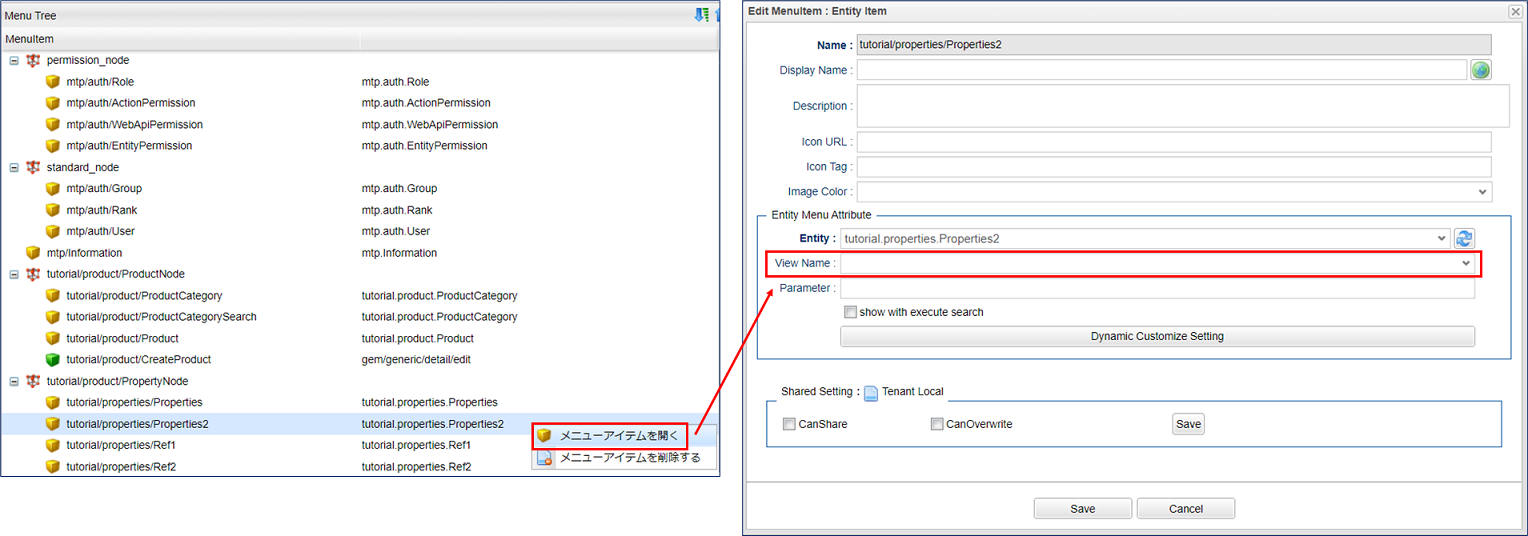 Menu Tree
MenuItem
permission_node
mtp/auth/Role mtp.auth.Role
mtp/auth/ActionPermission mtp.auth.ActionPermission
mtp/auth/WebApiPermission mtp.auth.WebApiPermission
mtp/auth/EntityPermission mtp.auth.EntityPermission
standard_node
mtp/auth/Group mtp.auth.Group
mtp/auth/Rank mtp.auth.Rank
mtp/auth/User mtp.auth.User
mtp/Information mtp.Information
tutorial/product/ProductNode
tutorial/product/ProductCategory tutorial.product.ProductCategory
tutorial/product/ProductCategorySearch tutorial.product.ProductCategory
tutorial/product/Product tutorial.product.Product
tutorial/product/CreateProduct gem/generic/detail/edit
tutorial/product/PropertyNode
tutorial/properties/Properties tutorial.properties.Properties
tutorial/properties/Properties2 tutorial.properties.Properties2
tutorial/properties/Ref1 tutorial.properties.Ref1
tutorial/properties/Ref2 tutorial.properties.Ref2
メニューアイテムを開く
メニューアイテムを削除する
Edit MenuItem : Entity Item
Name : tutorial/properties/Properties2
Display Name :
Description :
Icon URL :
Icon Tag :
Image Color :
Entity Menu Attribute
Entity : tutorial.properties.Properties2
View Name :
Parameter :
show with execute search
Dynamic Customize Setting
Shared Setting : Tenant Local
CanShare CanOverwrite Save
Save Cancel